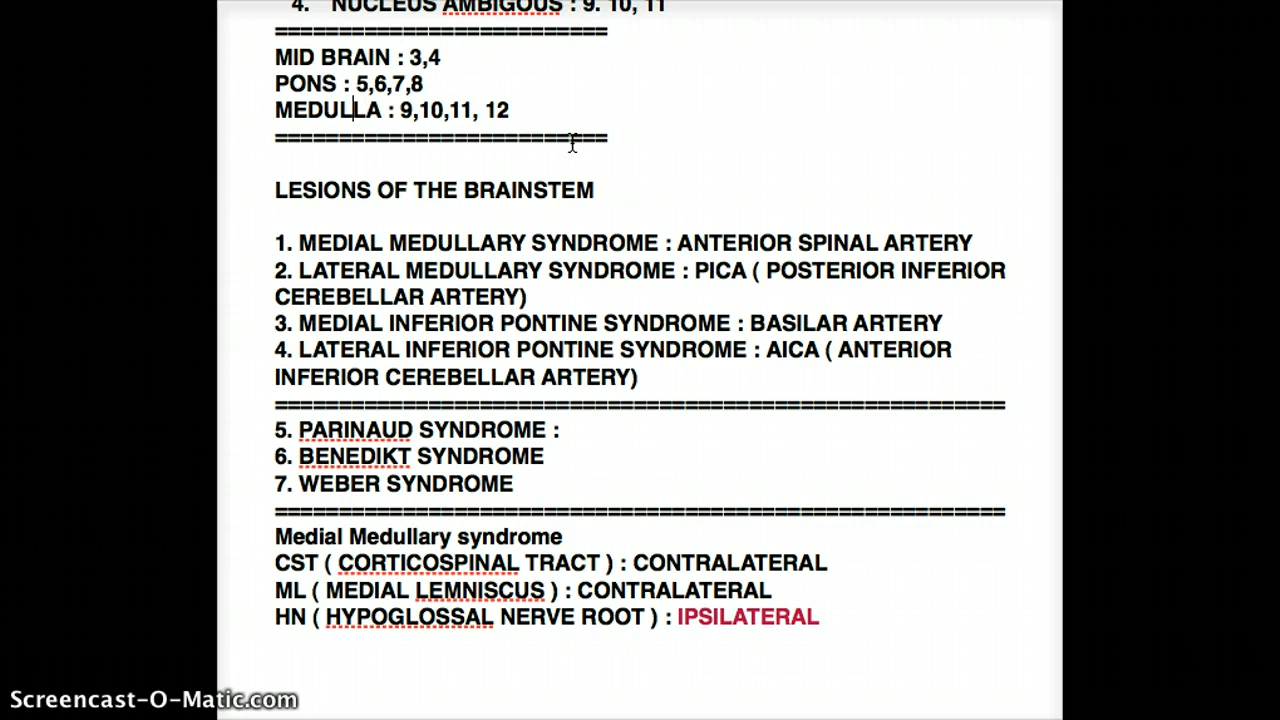 4. NUCLEUS AMBIGOUS : 9. 10, 11
==========================
MID BRAIN : 3,4
PONS : 5,6,7,8
MEDULLA : 9,10,11, 12
==========================
LESIONS OF THE BRAINSTEM
1. MEDIAL MEDULLARY SYNDROME : ANTERIOR SPINAL ARTERY
2. LATERAL MEDULLARY SYNDROME : PICA ( POSTERIOR INFERIOR
CEREBELLAR ARTERY)
3. MEDIAL INFERIOR PONTINE SYNDROME : BASILAR ARTERY
4. LATERAL INFERIOR PONTINE SYNDROME : AICA ( ANTERIOR
INFERIOR CEREBELLAR ARTERY)
=========================================================
5. PARINAUD SYNDROME :
6. BENEDIKT SYNDROME
7. WEBER SYNDROME
=========================================================
Medial Medullary syndrome
CST ( CORTICOSPINAL TRACT ) : CONTRALATERAL
ML ( MEDIAL LEMNISCUS ) : CONTRALATERAL
HN ( HYPOGLOSSAL NERVE ROOT ) : IPSILATERAL
Screencast-O-Matic.com